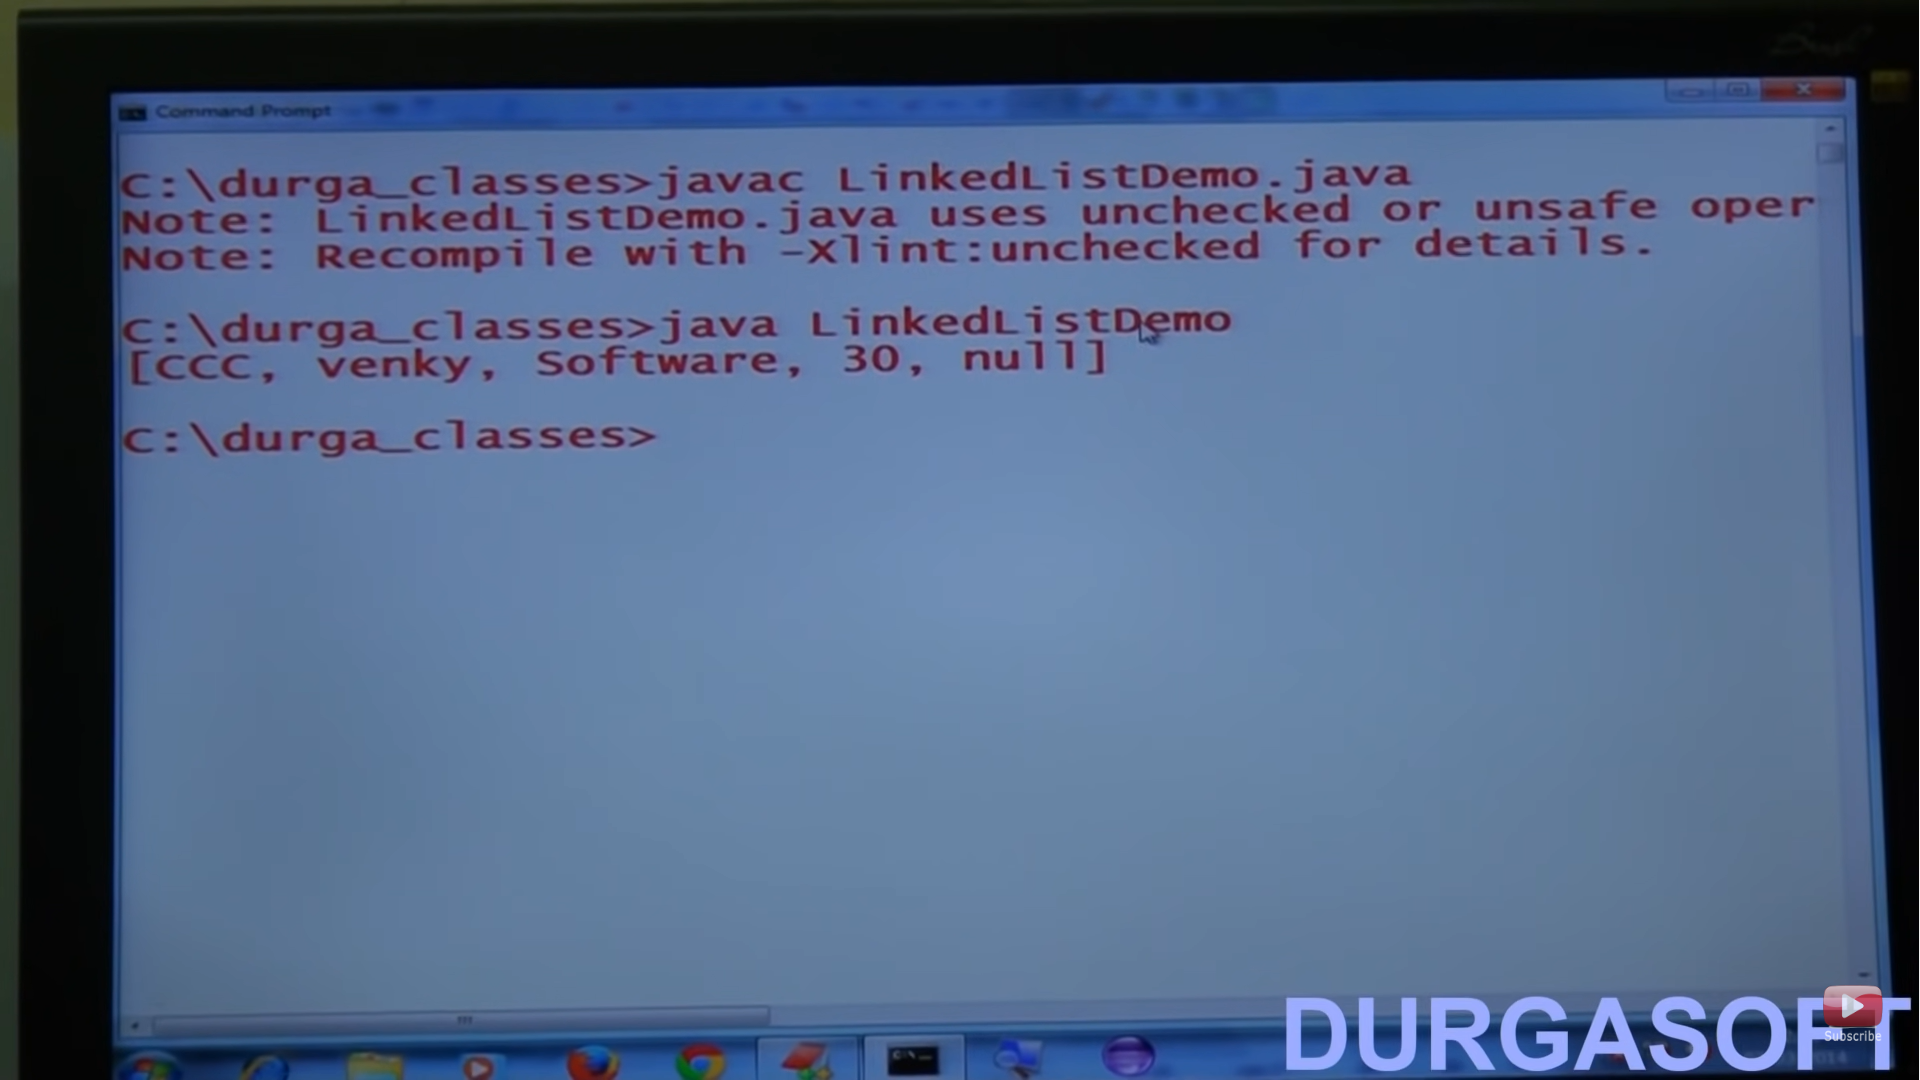 Command Prompt
C:\durga_classes>javac LinkedListDemo.java
Note: LinkedListDemo.java uses unchecked or unsafe oper
Note: Recompile with -Xlint:unchecked for details.
C:\durga_classes>java LinkedListDemo
[CCC, venky, Software, 30, null]
C:\durga_classes>
DURGASOFT
Subscribe